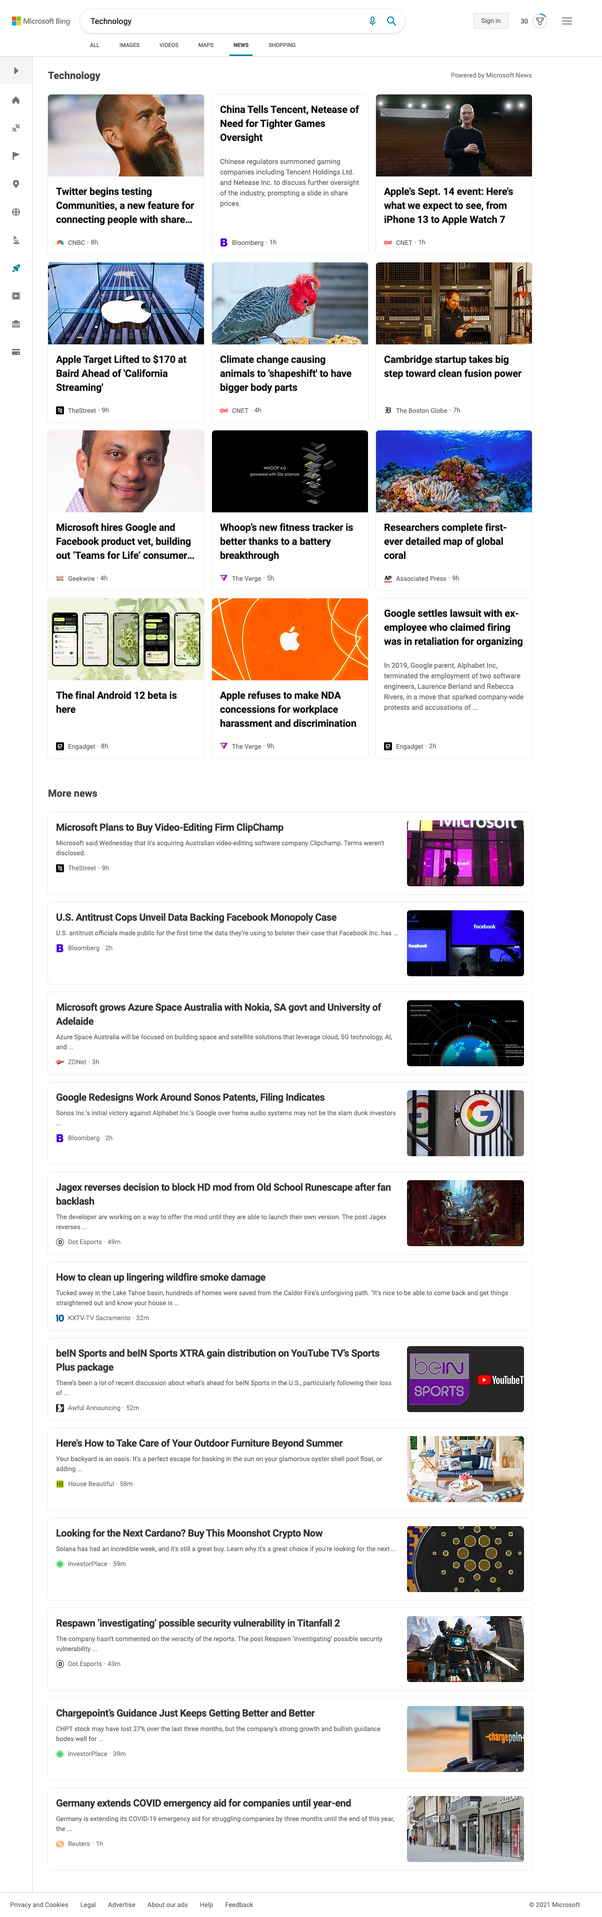 Microsoft Bing
Technology
Sign in
30
ALL
IMAGES
VIDEOS
MAPS
NEWS
SHOPPING
Technology
Powered by Microsoft News
Twitter begins testing
Communities, a new feature for
connecting people with share...
CNBC · 8h
China Tells Tencent, Netease of
Need for Tighter Games
Oversight
Chinese regulators summoned gaming
companies including Tencent Holdings Ltd.
and Netease Inc. to discuss further oversight
of the industry, prompting a slide in share
prices.
Bloomberg · 1h
Apple's Sept. 14 event: Here's
what we expect to see, from
iPhone 13 to Apple Watch 7
CNET · 1h
Apple Target Lifted to $170 at
Baird Ahead of 'California
Streaming'
TheStreet · 9h
Climate change causing
animals to 'shapeshift' to have
bigger body parts
CNET · 4h
Cambridge startup takes big
step toward clean fusion power
The Boston Globe · 7h
Microsoft hires Google and
Facebook product vet, building
out ‘Teams for Life’ consumer...
Geekwire · 4h
WHOOP 4.0
powered with Sila science
Whoop’s new fitness tracker is
better thanks to a battery
breakthrough
The Verge · 5h
Researchers complete first-
ever detailed map of global
coral
AP
Associated Press · 9h
The final Android 12 beta is
here
Engadget · 8h
Apple refuses to make NDA
concessions for workplace
harassment and discrimination
The Verge · 9h
Google settles lawsuit with ex-
employee who claimed firing
was in retaliation for organizing
In 2019, Google parent, Alphabet Inc,
terminated the employment of two software
engineers, Laurence Berland and Rebecca
Rivers, in a move that sparked company-wide
protests and accusations of ...
Engadget · 2h
More news
Microsoft Plans to Buy Video-Editing Firm ClipChamp
Microsoft said Wednesday that it's acquiring Australian video-editing software company Clipchamp. Terms weren't
disclosed.
TheStreet · 9h
Microsoft
U.S. Antitrust Cops Unveil Data Backing Facebook Monopoly Case
U.S. antitrust officials made public for the first time the data they're using to bolster their case that Facebook Inc. has ...
Bloomberg · 2h
facebook
facebook
Microsoft grows Azure Space Australia with Nokia, SA govt and University of
Adelaide
Azure Space Australia will be focused on building space and satellite solutions that leverage cloud, 5G technology, AI,
and ...
ZDNet · 3h
Google Redesigns Work Around Sonos Patents, Filing Indicates
Sonos Inc.'s initial victory against Alphabet Inc.'s Google over home audio systems may not be the slam dunk investors
...
Bloomberg · 2h
Jagex reverses decision to block HD mod from Old School Runescape after fan
backlash
The developer are working on a way to offer the mod until they are able to launch their own version. The post Jagex
reverses ...
Dot Esports · 49m
How to clean up lingering wildfire smoke damage
Tucked away in the Lake Tahoe basin, hundreds of homes were saved from the Caldor Fire's unforgiving path. "It's nice to be able to come back and get things
straightened out and know your house is ...
10
KXTV-TV Sacramento · 32m
beIN Sports and beIN Sports XTRA gain distribution on YouTube TV’s Sports
Plus package
There's been a lot of recent discussion about what's ahead for beIN Sports in the U.S., particularly following their loss
of ...
Awful Announcing · 52m
beIN
SPORTS
YouTubeT
Here's How to Take Care of Your Outdoor Furniture Beyond Summer
Your backyard is an oasis. It's a perfect escape for basking in the sun on your glamorous oyster shell pool float, or
adding ...
House Beautiful · 58m
Looking for the Next Cardano? Buy This Moonshot Crypto Now
Solana has had an incredible week, and it's still a great buy. Learn why it's a great choice if you're looking for the next ...
InvestorPlace · 59m
Respawn ‘investigating’ possible security vulnerability in Titanfall 2
The company hasn't commented on the veracity of the reports. The post Respawn 'investigating' possible security
vulnerability ...
Dot Esports · 43m
Chargepoint’s Guidance Just Keeps Getting Better and Better
CHPT stock may have lost 27% over the last three months, but the company's strong growth and bullish guidance
bodes well for ...
InvestorPlace · 39m
-chargepoin
Germany extends COVID emergency aid for companies until year-end
Germany is extending its COVID-19 emergency aid for struggling companies by three months until the end of this year,
the ...
Reuters · 1h
Privacy and Cookies
Legal
Advertise
About our ads
Help
Feedback
© 2021 Microsoft